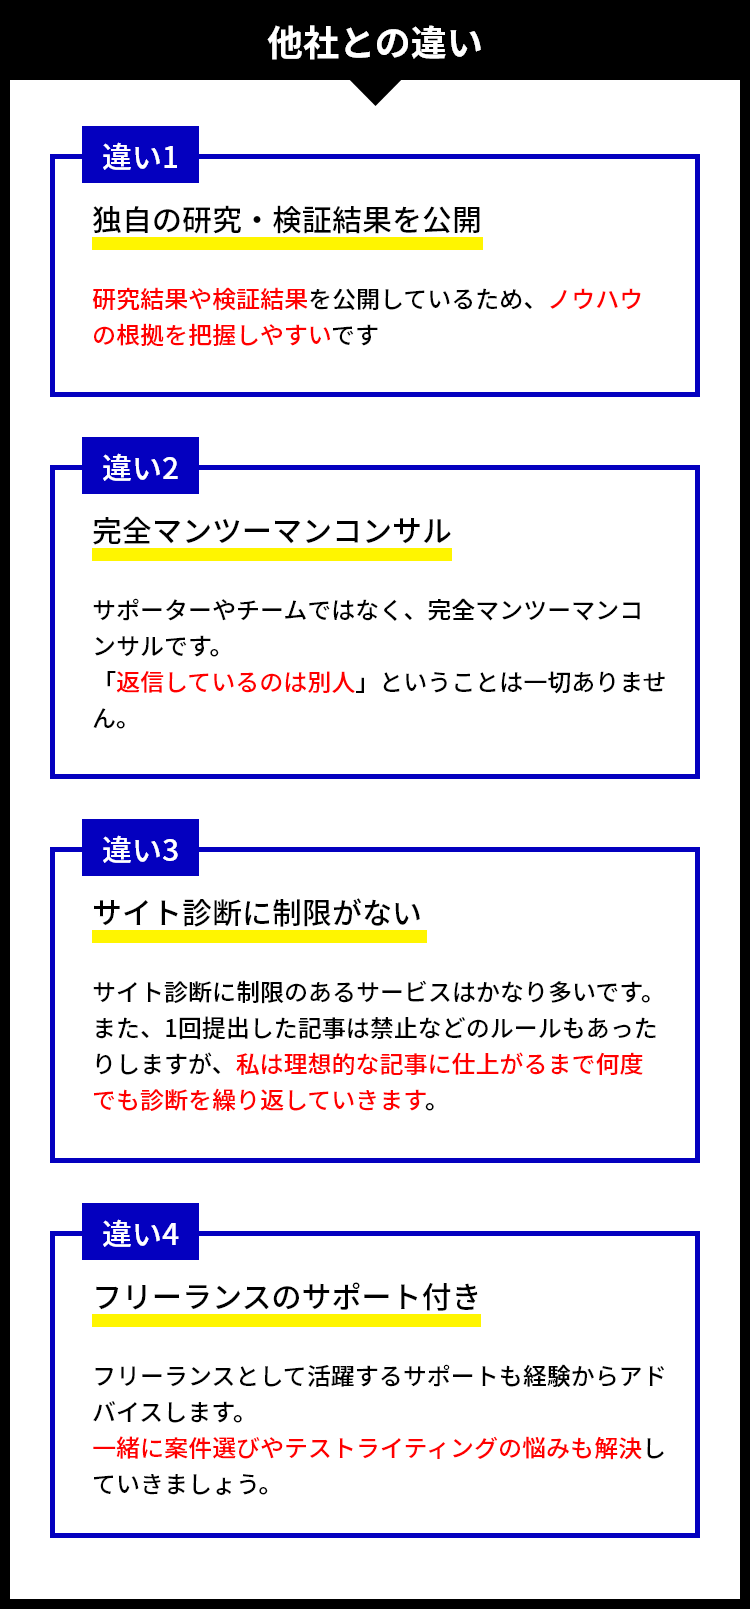 他社との違い
違い1
独自の研究・検証結果を公開
研究結果や検証結果を公開しているため、ノウハウ
の根拠を把握しやすいです
違い2
完全マンツーマンコンサル
サポーターやチームではなく、完全マンツーマンコ
ンサルです。
「返信しているのは別人」ということは一切ありませ
ん。
違い3
サイト診断に制限がない
サイト診断に制限のあるサービスはかなり多いです。
また、1回提出した記事は禁止などのルールもあった
りしますが、私は理想的な記事に仕上がるまで何度
でも診断を繰り返していきます。
違い4
フリーランスのサポート付き
フリーランスとして活躍するサポートも経験からアド
バイスします。
一緒に案件選びやテストライティングの悩みも解決し
ていきましょう。